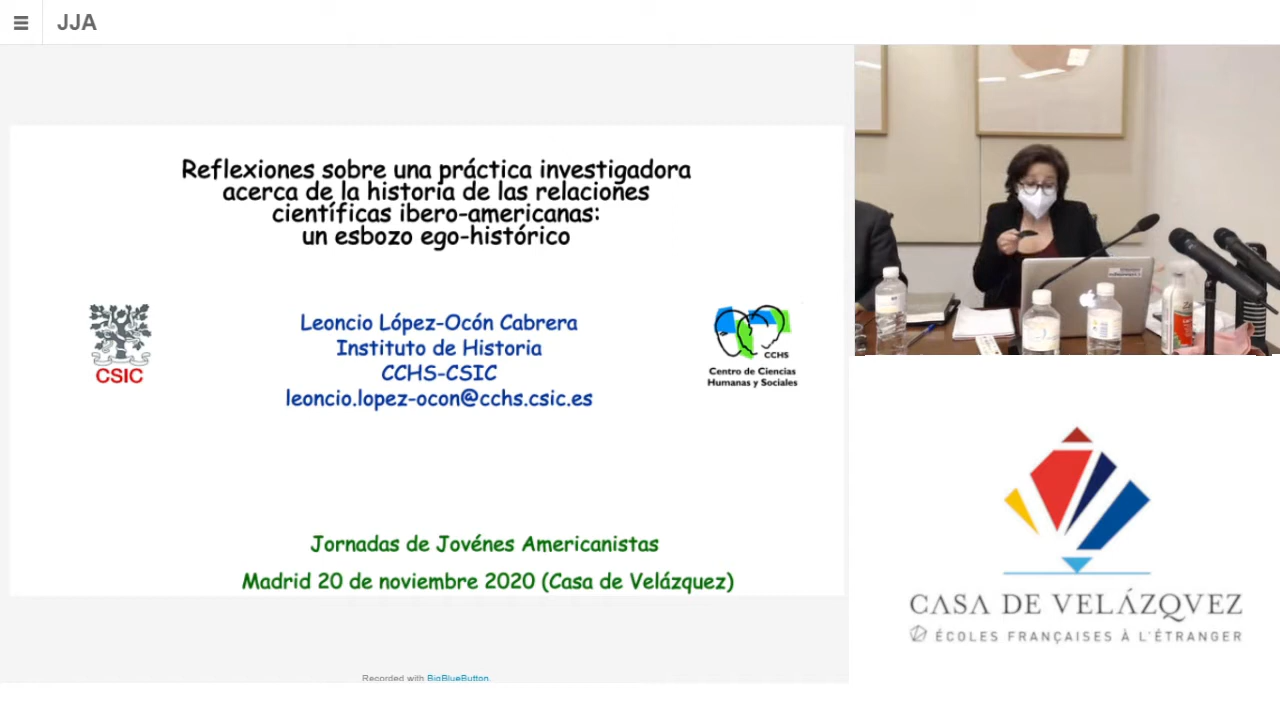 JJA
Reflexiones sobre una práctica investigadora
acerca de la historia de las relaciones
científicas ibero-americanas:
un esbozo ego-histórico
Leoncio López-Ocón Cabrera
Instituto de Historia
CCHS-CSIC
leoncio.lopez-ocon@cchs.csic.es
CSIC
CCHS
Centro de Ciencias
Humanas y Sociales
Jornadas de Jovénes Americanistas
Madrid 20 de noviembre 2020 (Casa de Velázquez)
CASA DE VELÁZQVEZ
ÉCOLES FRANÇAISES À L'ÉTRANGER
Recorded with BigBlueButton.